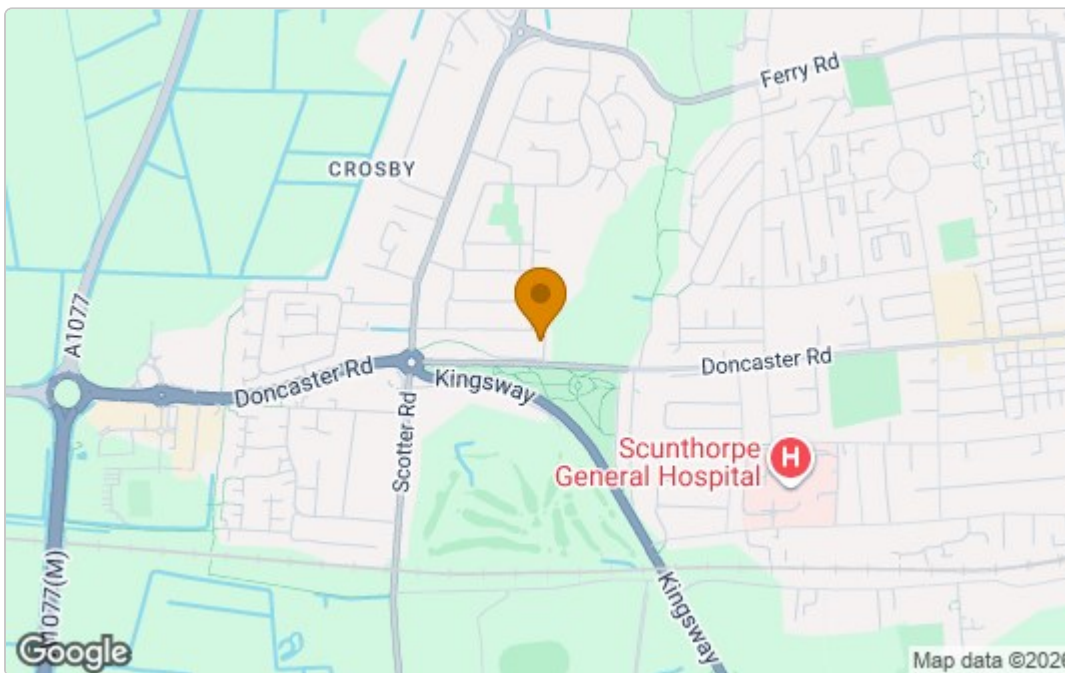 Ferry Rd
CROSBY
A1077
Doncaster Rd
Doncaster Rd
Kingsway
Scotter Rd
Scunthorpe
General Hospital
H
Kingsway
1077(M)
Google
Map data ©2026